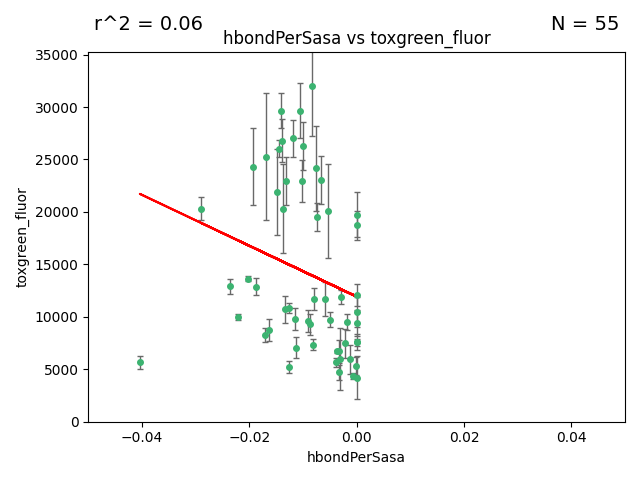 r^2 = 0.06
N = 55
hbondPerSasa vs toxgreen_fluor
35000
30000
25000
20000
15000
10000
5000
0
toxgreen_fluor
−0.04
−0.02
0.00
0.02
0.04
hbondPerSasa